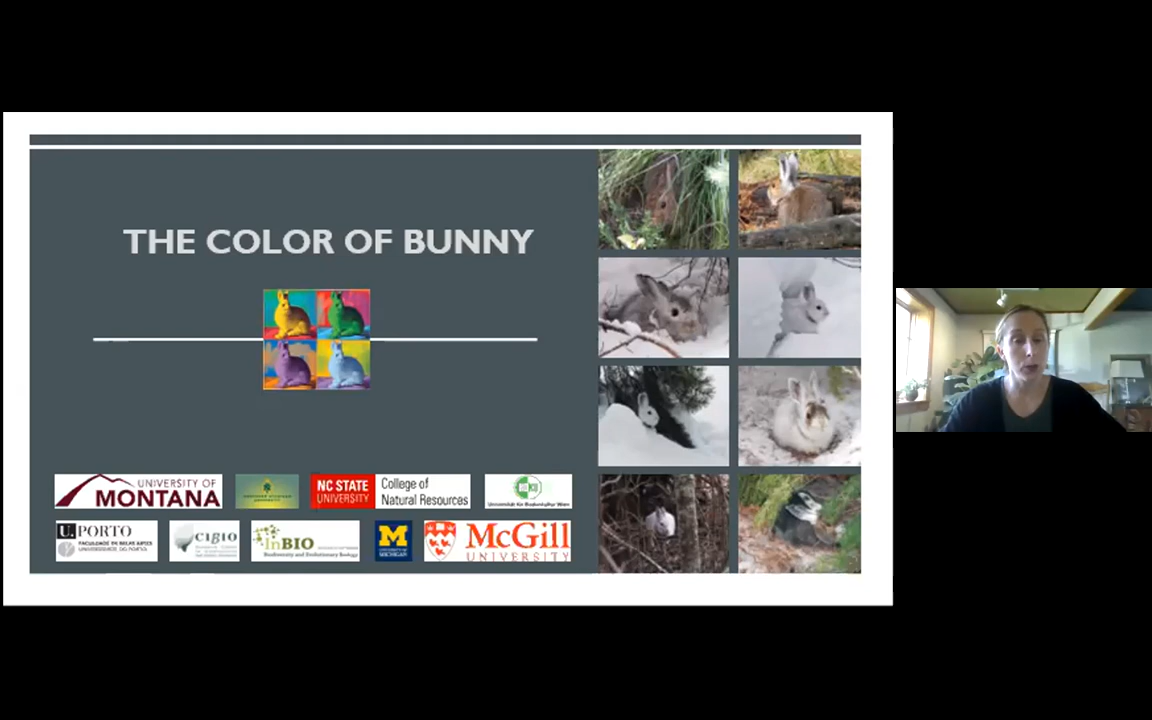 THE COLOR OF BUNNY
UNIVERSITY OF
MONTANA
NC STATE
UNIVERSITY
College of
Natural Resources
Universität für Bodenkultur Wien
U.PORTO
FACULDADE DE BELAS ARTES
UNIVERSIDADE DO PORTO
CIBIO
InBIO
Biodiversity and Evolutionary Biology
M
UNIVERSITY OF
MICHIGAN
McGill
UNIVERSITY